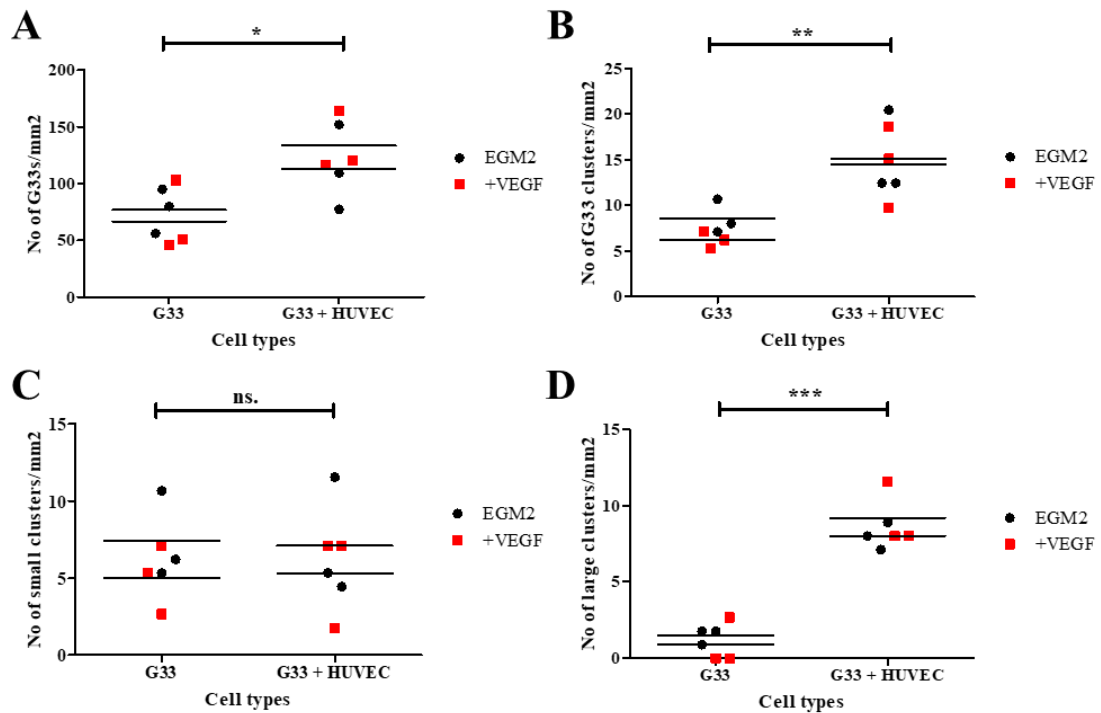 A
*
No of G33s/mm2
200
150
100
50
0
G33
G33 + HUVEC
Cell types
EGM2
+VEGF
B
**
No of G33 clusters/mm2
25
20
15
10
5
0
G33
G33 + HUVEC
Cell types
EGM2
+VEGF
C
ns.
No of small clusters/mm2
15
10
5
0
G33
G33 + HUVEC
Cell types
EGM2
+VEGF
D
***
No of large clusters/mm2
15
10
5
0
G33
G33 + HUVEC
Cell types
EGM2
+VEGF